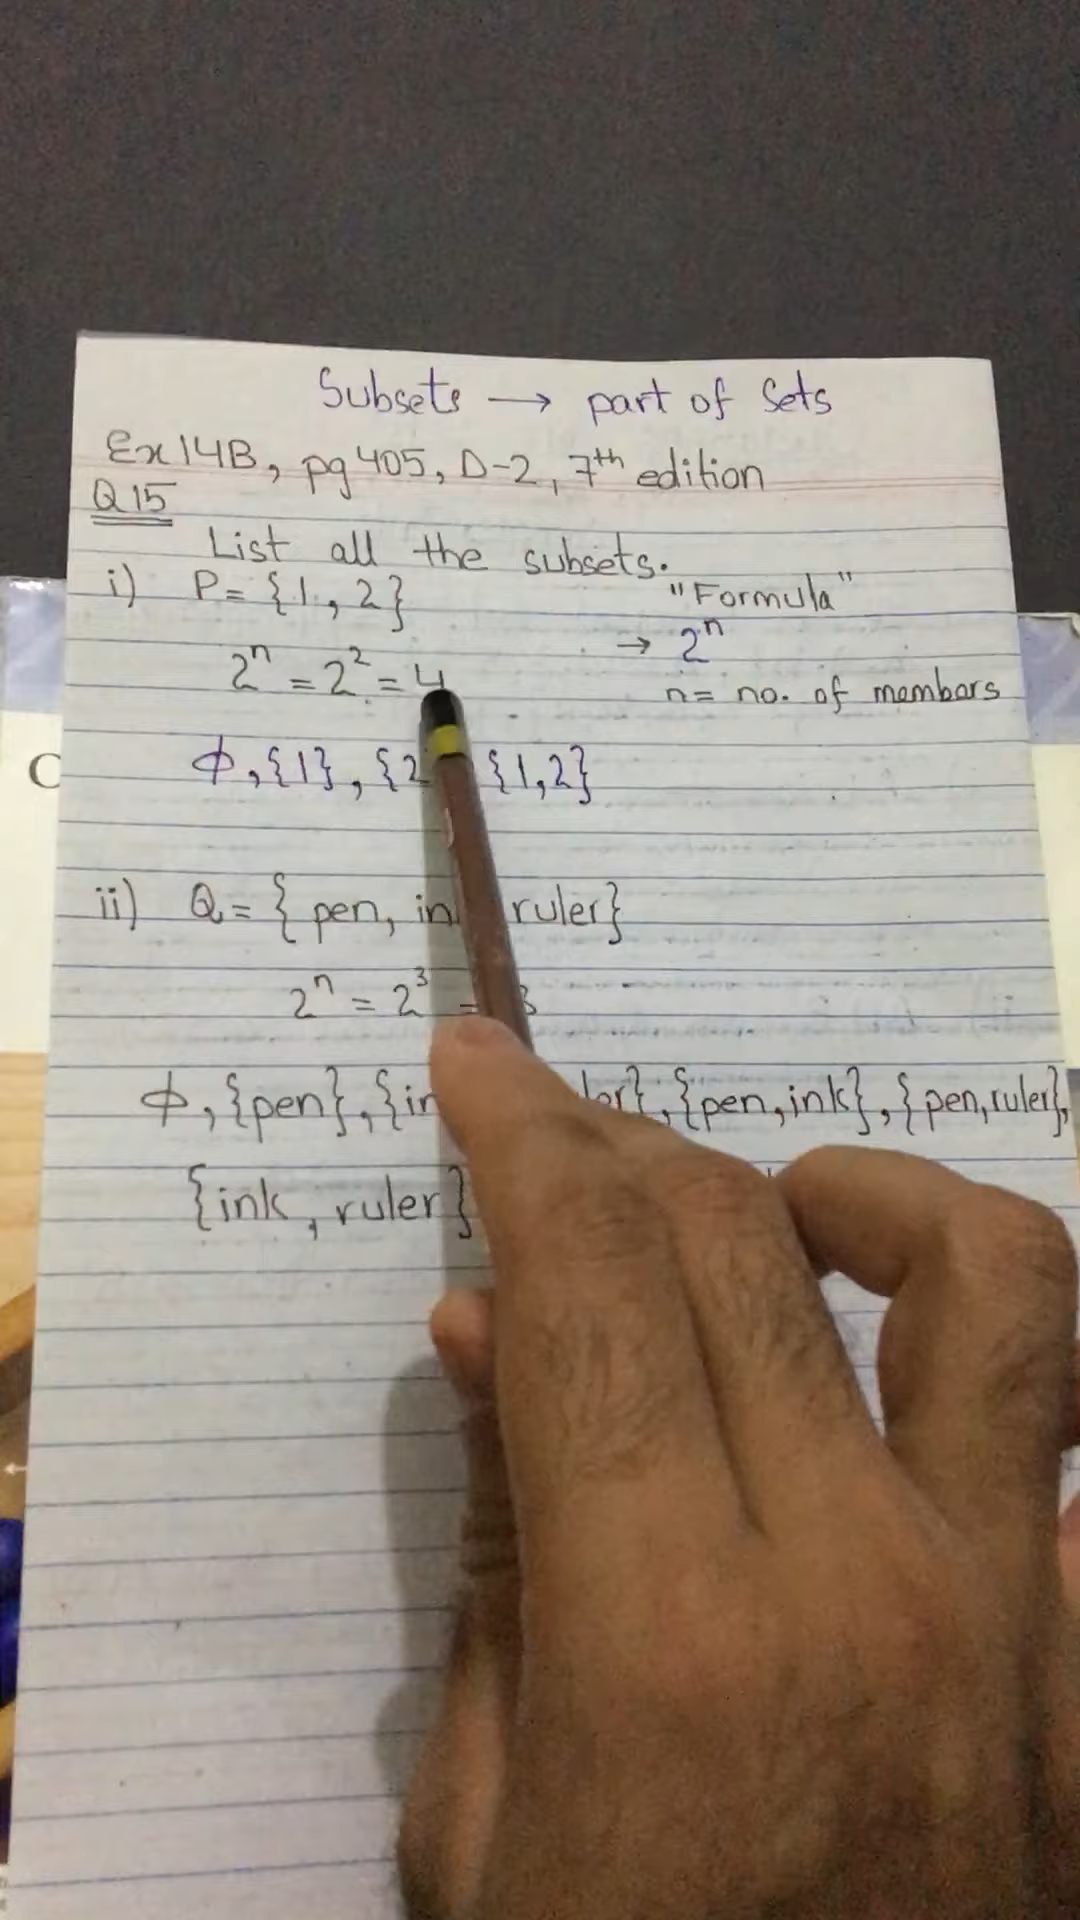 Subsets → part of Sets
Ex 14B, pg 405, D-2, 7th edition
Q 15
List all the subsets.
i) P = {1, 2}
"Formula"
→ 2ⁿ
2ⁿ = 2² = 4
n = no. of members
ϕ, {1}, {2 {1,2}
ii) Q = { pen, ruler}
2ⁿ = 2³ =
ϕ, {pen}, { {pen, ink}, {pen, ruler},
{ink, ruler}
C